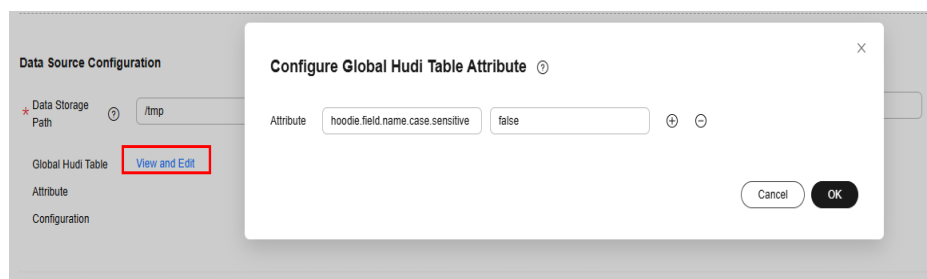 Data Source Configuration
Data Storage Path
/tmp
Global Hudi Table Attribute Configuration
View and Edit
Configure Global Hudi Table Attribute
Attribute
hoodie.field.name.case.sensitive
false
Cancel
OK